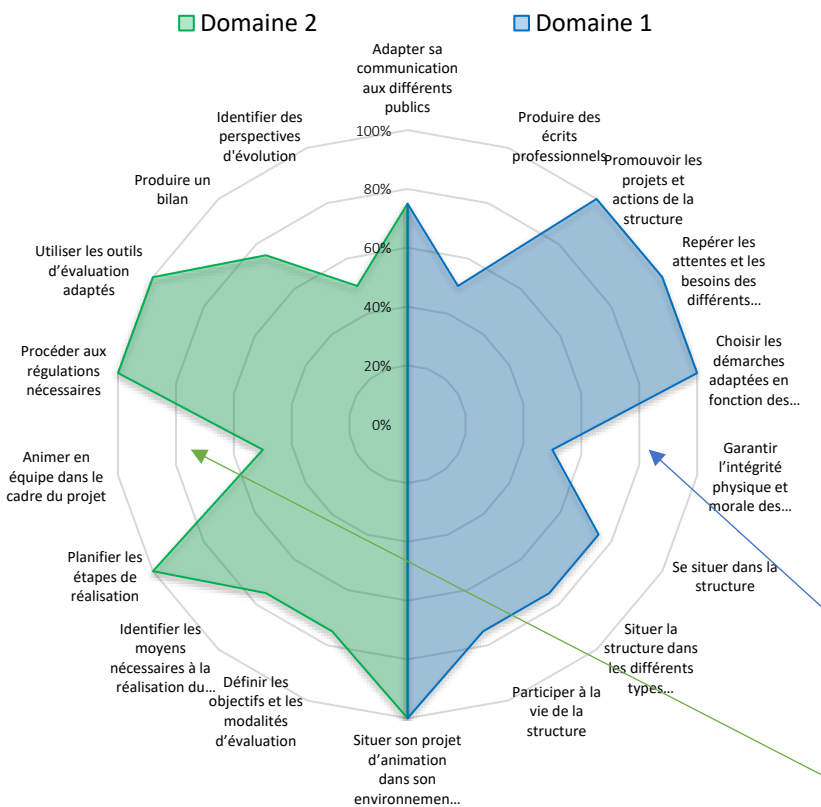 Domaine 2
Domaine 1
Adapter sa
communication
aux différents
publics
Produire des
écrits
professionnels
Promouvoir les
projets et
actions de la
structure
Repérer les
attentes et les
besoins des
différents…
Choisir les
démarches
adaptées en
fonction des…
Garantir
l'intégrité
physique et
morale des…
Se situer dans la
structure
Situer la
structure dans
les différents
types…
Participer à la
vie de la
structure
Situer son projet
d'animation
dans son
environnemen…
Définir les
objectifs et les
modalités
d'évaluation
Identifier les
moyens
nécessaires à la
réalisation du…
Planifier les
étapes de
réalisation
Animer en
équipe dans le
cadre du projet
Procéder aux
régulations
nécessaires
Utiliser les outils
d'évaluation
adaptés
Produire un
bilan
Identifier des
perspectives
d'évolution
100%
80%
60%
40%
20%
0%